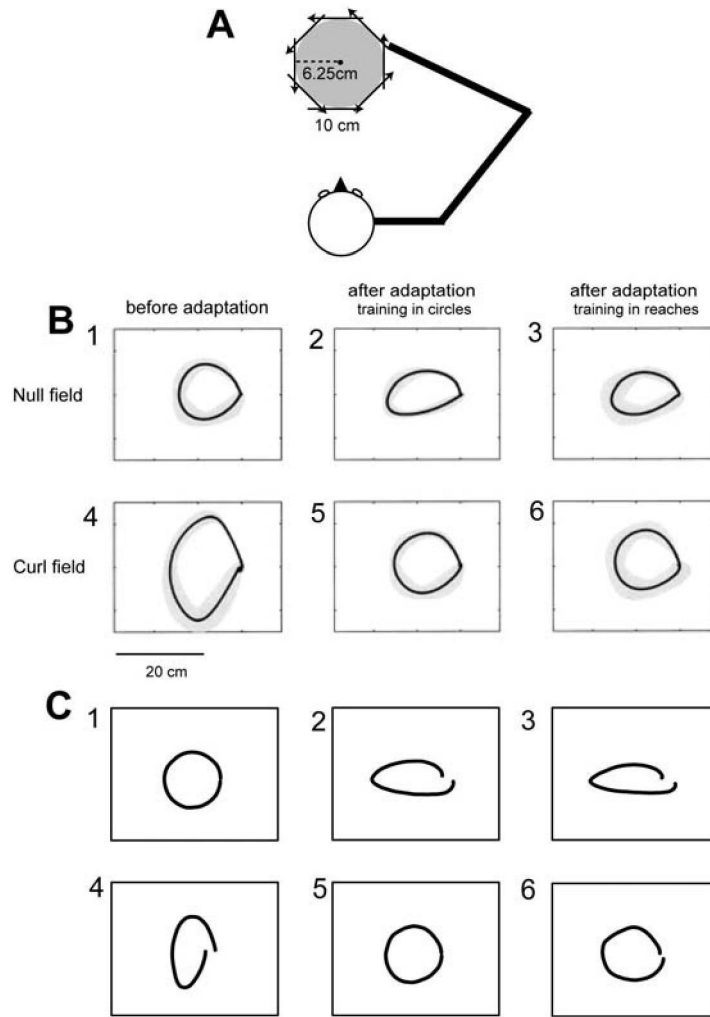 A
6.25cm
10 cm
before adaptation
after adaptation
training in circles
after adaptation
training in reaches
B
1
2
3
Null field
4
5
6
Curl field
20 cm
C
1
2
3
4
5
6